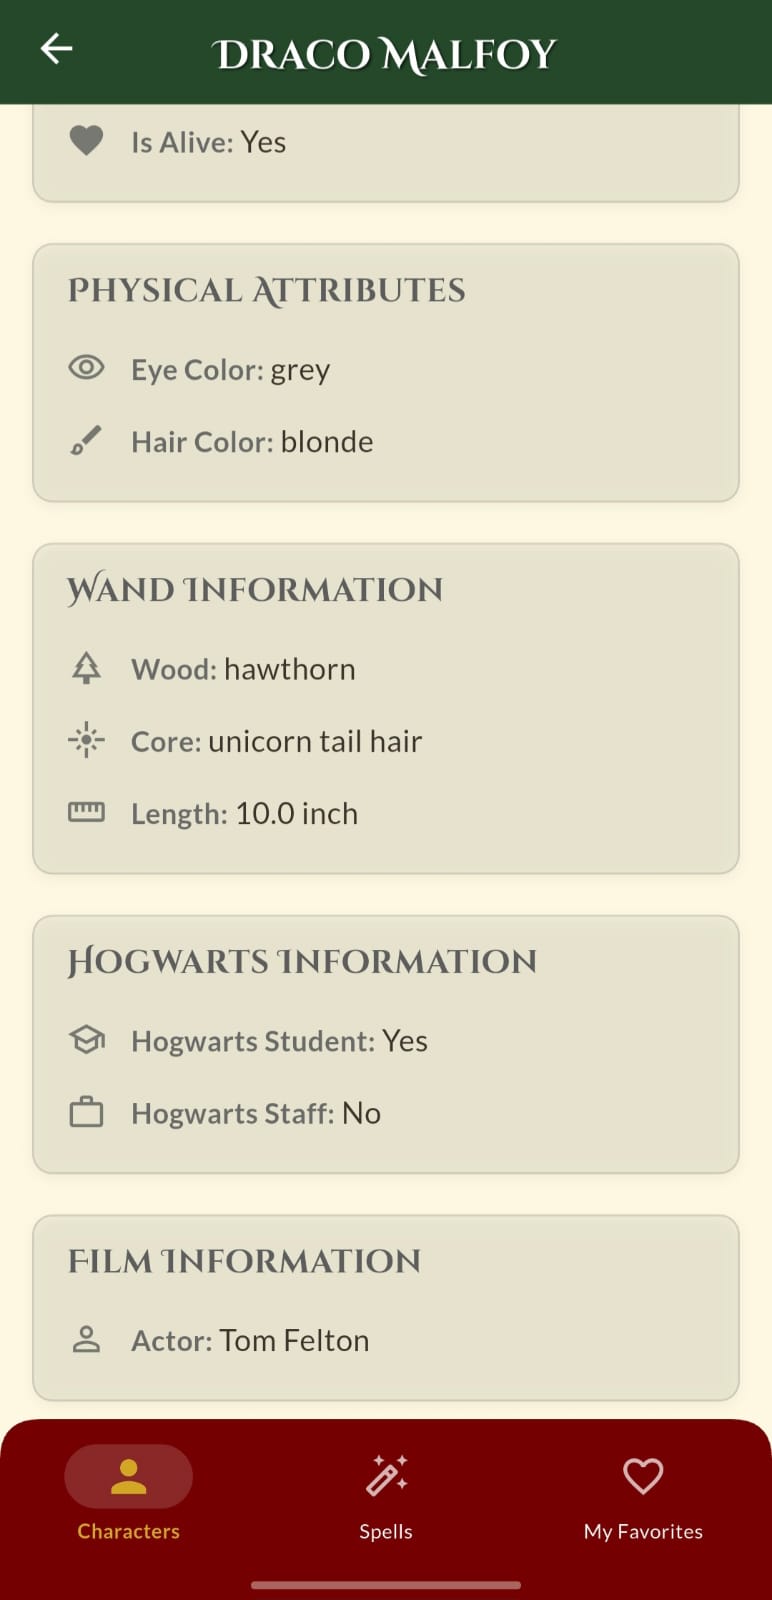 Draco Malfoy
Is Alive: Yes
Physical Attributes
Eye Color: grey
Hair Color: blonde
Wand Information
Wood: hawthorn
Core: unicorn tail hair
Length: 10.0 inch
Hogwarts Information
Hogwarts Student: Yes
Hogwarts Staff: No
Film Information
Actor: Tom Felton
Characters
Spells
My Favorites